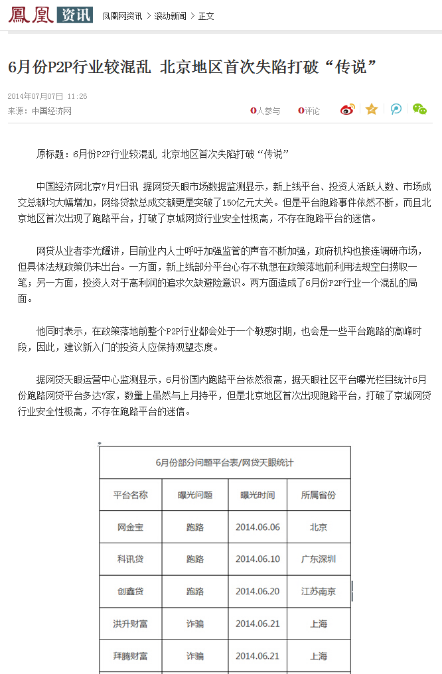 鳳凰 资讯 凤凰网资讯 > 滚动新闻 > 正文
6月份P2P行业较混乱 北京地区首次失陷打破“传说”
2014年07月07日 11:25
来源：中国经济网
0人参与 0评论
原标题：6月份P2P行业较混乱 北京地区首次失陷打破“传说”
中国经济网北京7月7日讯 据网贷天眼市场数据监测显示，新上线平台、投资人活跃人数、市场成
交总额均大幅增加，网络贷款总成交额更是突破了150亿元大关。但是平台跑路事件依然不断，而且北
京地区首次出现了跑路平台，打破了京城网贷行业安全性极高，不存在跑路平台的迷信。
网贷从业者李光耀讲，目前业内人士呼吁加强监管的声音不断加强，政府机构也接连调研市场，
但具体法规政策仍未出台。一方面，新上线部分平台心存不轨想在政策落地前利用法规空白捞取一
笔；另一方面，投资人对于高利润的追求欠缺避险意识。两方面造成了6月份P2P行业一个混乱的局
面。
他同时表示，在政策落地前整个P2P行业都会处于一个敏感时期，也会是一些平台跑路的高峰时
段，因此，建议新入门的投资人应保持观望态度。
据网贷天眼运营中心监测显示，6月份国内跑路平台依然很高，据天眼社区平台曝光栏目统计6月
份跑路网贷平台多达7家，数量上虽然与上月持平，但是北京地区首次出现跑路平台，打破了京城网贷
行业安全性极高，不存在跑路平台的迷信。
6月份部分问题平台表/网贷天眼统计
平台名称 曝光问题 曝光时间 所属省份
网金宝 跑路 2014.06.06 北京
科讯贷 跑路 2014.06.10 广东深圳
创鑫贷 跑路 2014.06.20 江苏南京
洪升财富 诈骗 2014.06.21 上海
拜腾财富 诈骗 2014.06.21 上海